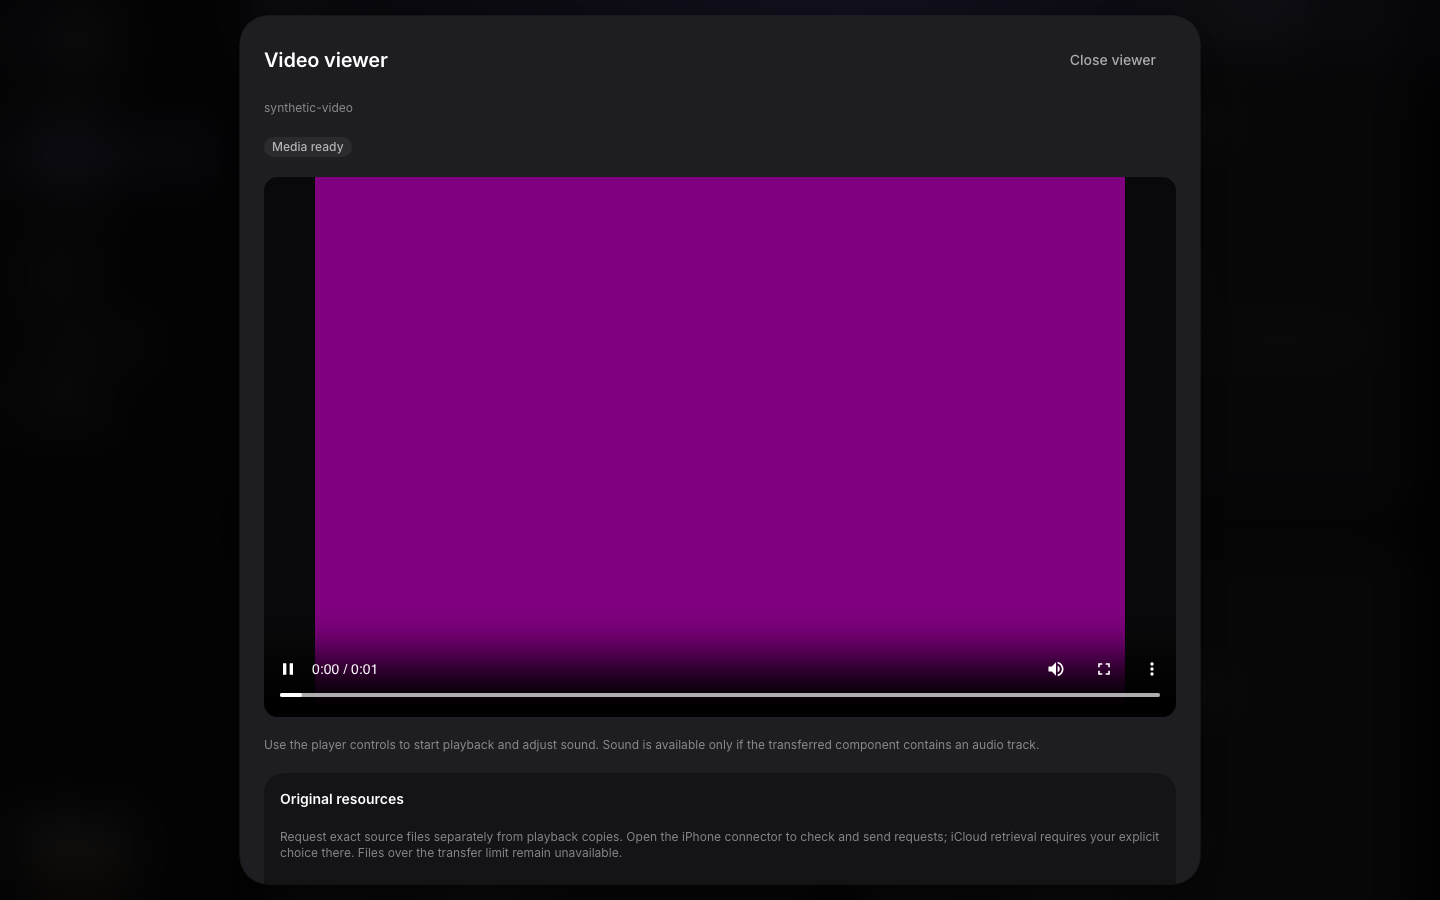 Video viewer
Close viewer
synthetic-video
Media ready
0:00 / 0:01
Use the player controls to start playback and adjust sound. Sound is available only if the transferred component contains an audio track.
Original resources
Request exact source files separately from playback copies. Open the iPhone connector to check and send requests; iCloud retrieval requires your explicit
choice there. Files over the transfer limit remain unavailable.